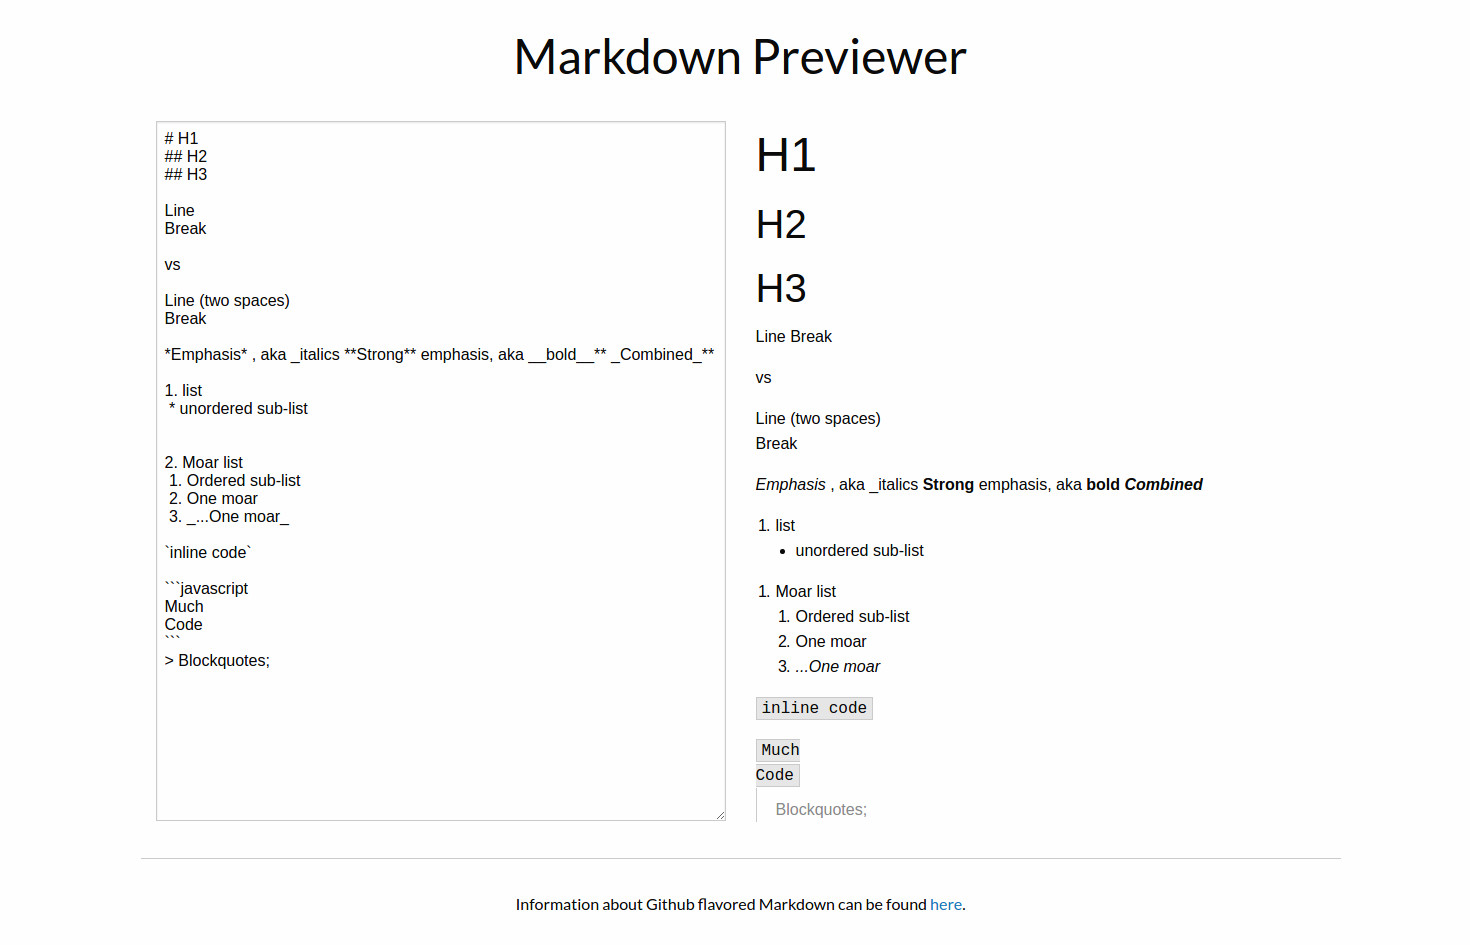 Markdown Previewer
# H1
## H2
## H3
Line
Break
vs
Line (two spaces)
Break
*Emphasis* , aka _italics **Strong** emphasis, aka __bold__** _Combined_**
1. list
* unordered sub-list
2. Moar list
1. Ordered sub-list
2. One moar
3. _...One moar_
`inline code`
```javascript
Much
Code
```
> Blockquotes;
H1
H2
H3
Line Break
vs
Line (two spaces)
Break
Emphasis , aka _italics Strong emphasis, aka bold Combined
1. list
• unordered sub-list
1. Moar list
1. Ordered sub-list
2. One moar
3. ...One moar
inline code
Much
Code
Blockquotes;
Information about Github flavored Markdown can be found here.